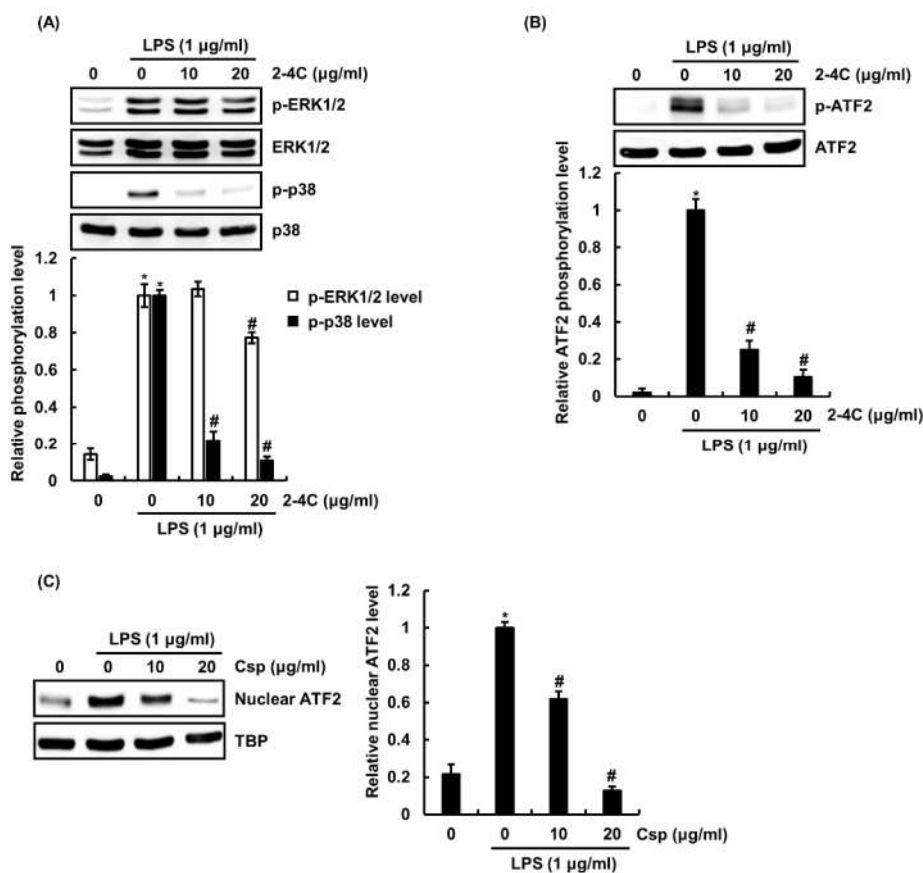 (A)
LPS (1 µg/ml)
0 0 10 20 2-4C (µg/ml)
p-ERK1/2
ERK1/2
p-p38
p38
Relative phosphorylation level
1.2
1
0.8
0.6
0.4
0.2
0
* *
#
#
#
p-ERK1/2 level
p-p38 level
0 0 10 20 2-4C (µg/ml)
LPS (1 µg/ml)
(B)
LPS (1 µg/ml)
0 0 10 20 2-4C (µg/ml)
p-ATF2
ATF2
Relative ATF2 phosphorylation level
1.2
1
0.8
0.6
0.4
0.2
0
*
#
#
0 0 10 20 2-4C (µg/ml)
LPS (1 µg/ml)
(C)
LPS (1 µg/ml)
0 0 10 20 Csp (µg/ml)
Nuclear ATF2
TBP
Relative nuclear ATF2 level
1.2
1
0.8
0.6
0.4
0.2
0
*
#
#
0 0 10 20 Csp (µg/ml)
LPS (1 µg/ml)